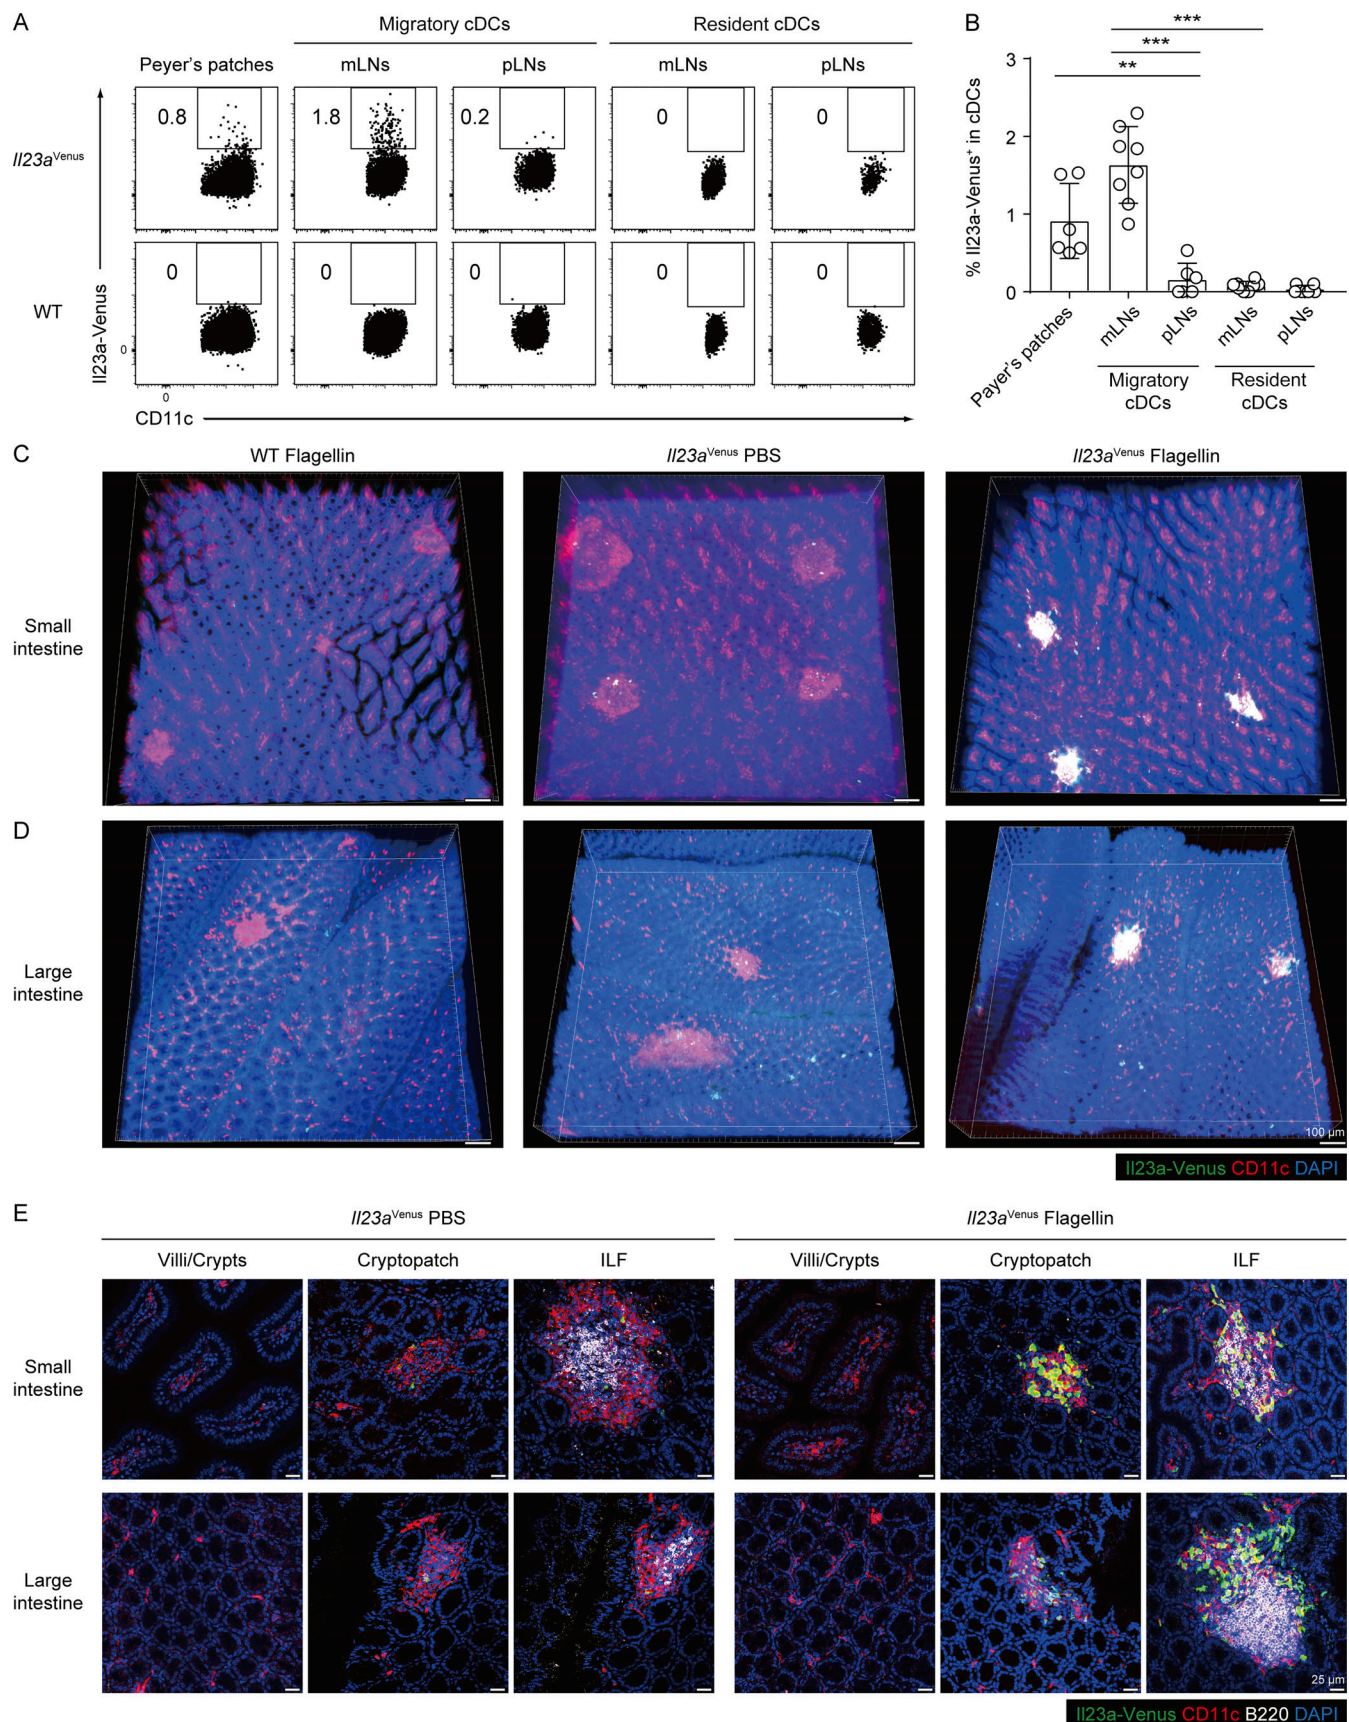 A
Migratory cDCs
Resident cDCs
Peyer's patches
mLNs
pLNs
mLNs
pLNs
Il23a^Venus
0.8
1.8
0.2
0
0
WT
0
0
0
0
0
Il23a-Venus
0
0
CD11c
B
***
***
**
3
2
1
0
% Il23a-Venus+ in cDCs
Payer's patches
mLNs
pLNs
mLNs
pLNs
Migratory
cDCs
Resident
cDCs
C
WT Flagellin
Il23a^Venus PBS
Il23a^Venus Flagellin
Small
intestine
D
Large
intestine
100 µm
Il23a-Venus CD11c DAPI
E
Il23a^Venus PBS
Il23a^Venus Flagellin
Villi/Crypts
Cryptopatch
ILF
Villi/Crypts
Cryptopatch
ILF
Small
intestine
Large
intestine
25 µm
Il23a-Venus CD11c B220 DAPI